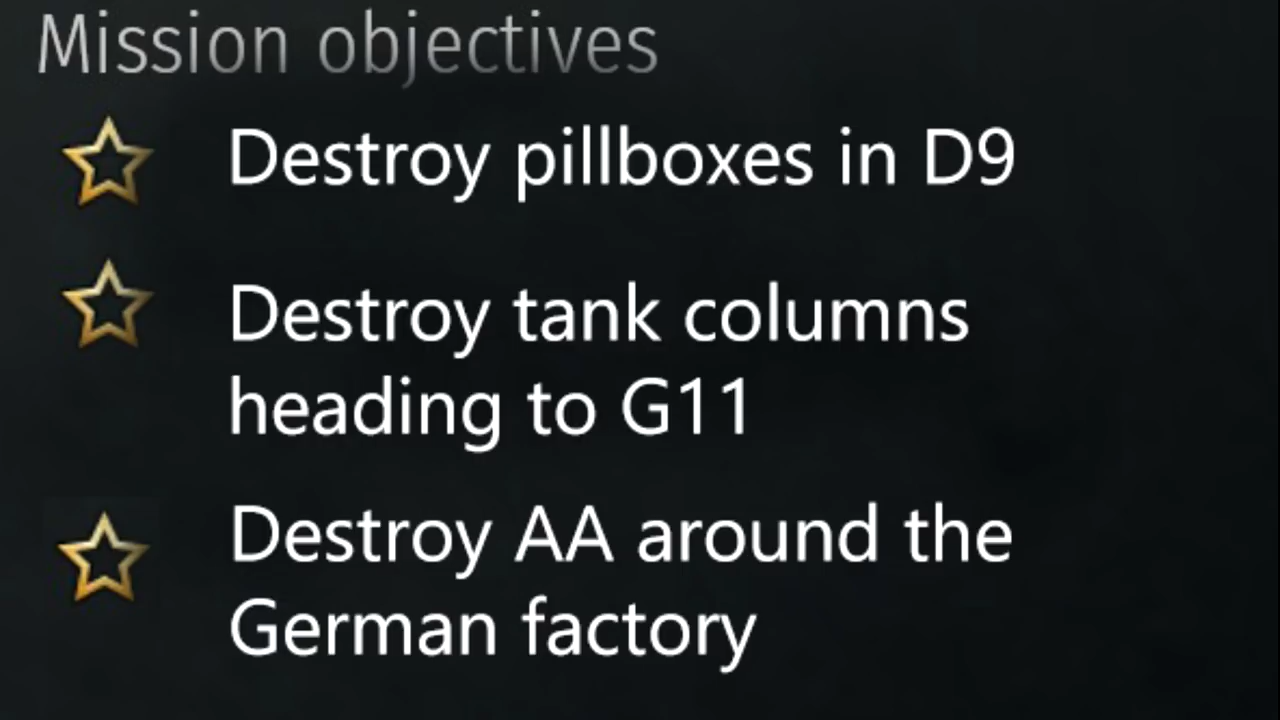 Mission objectives
Destroy pillboxes in D9
Destroy tank columns
heading to G11
Destroy AA around the
German factory